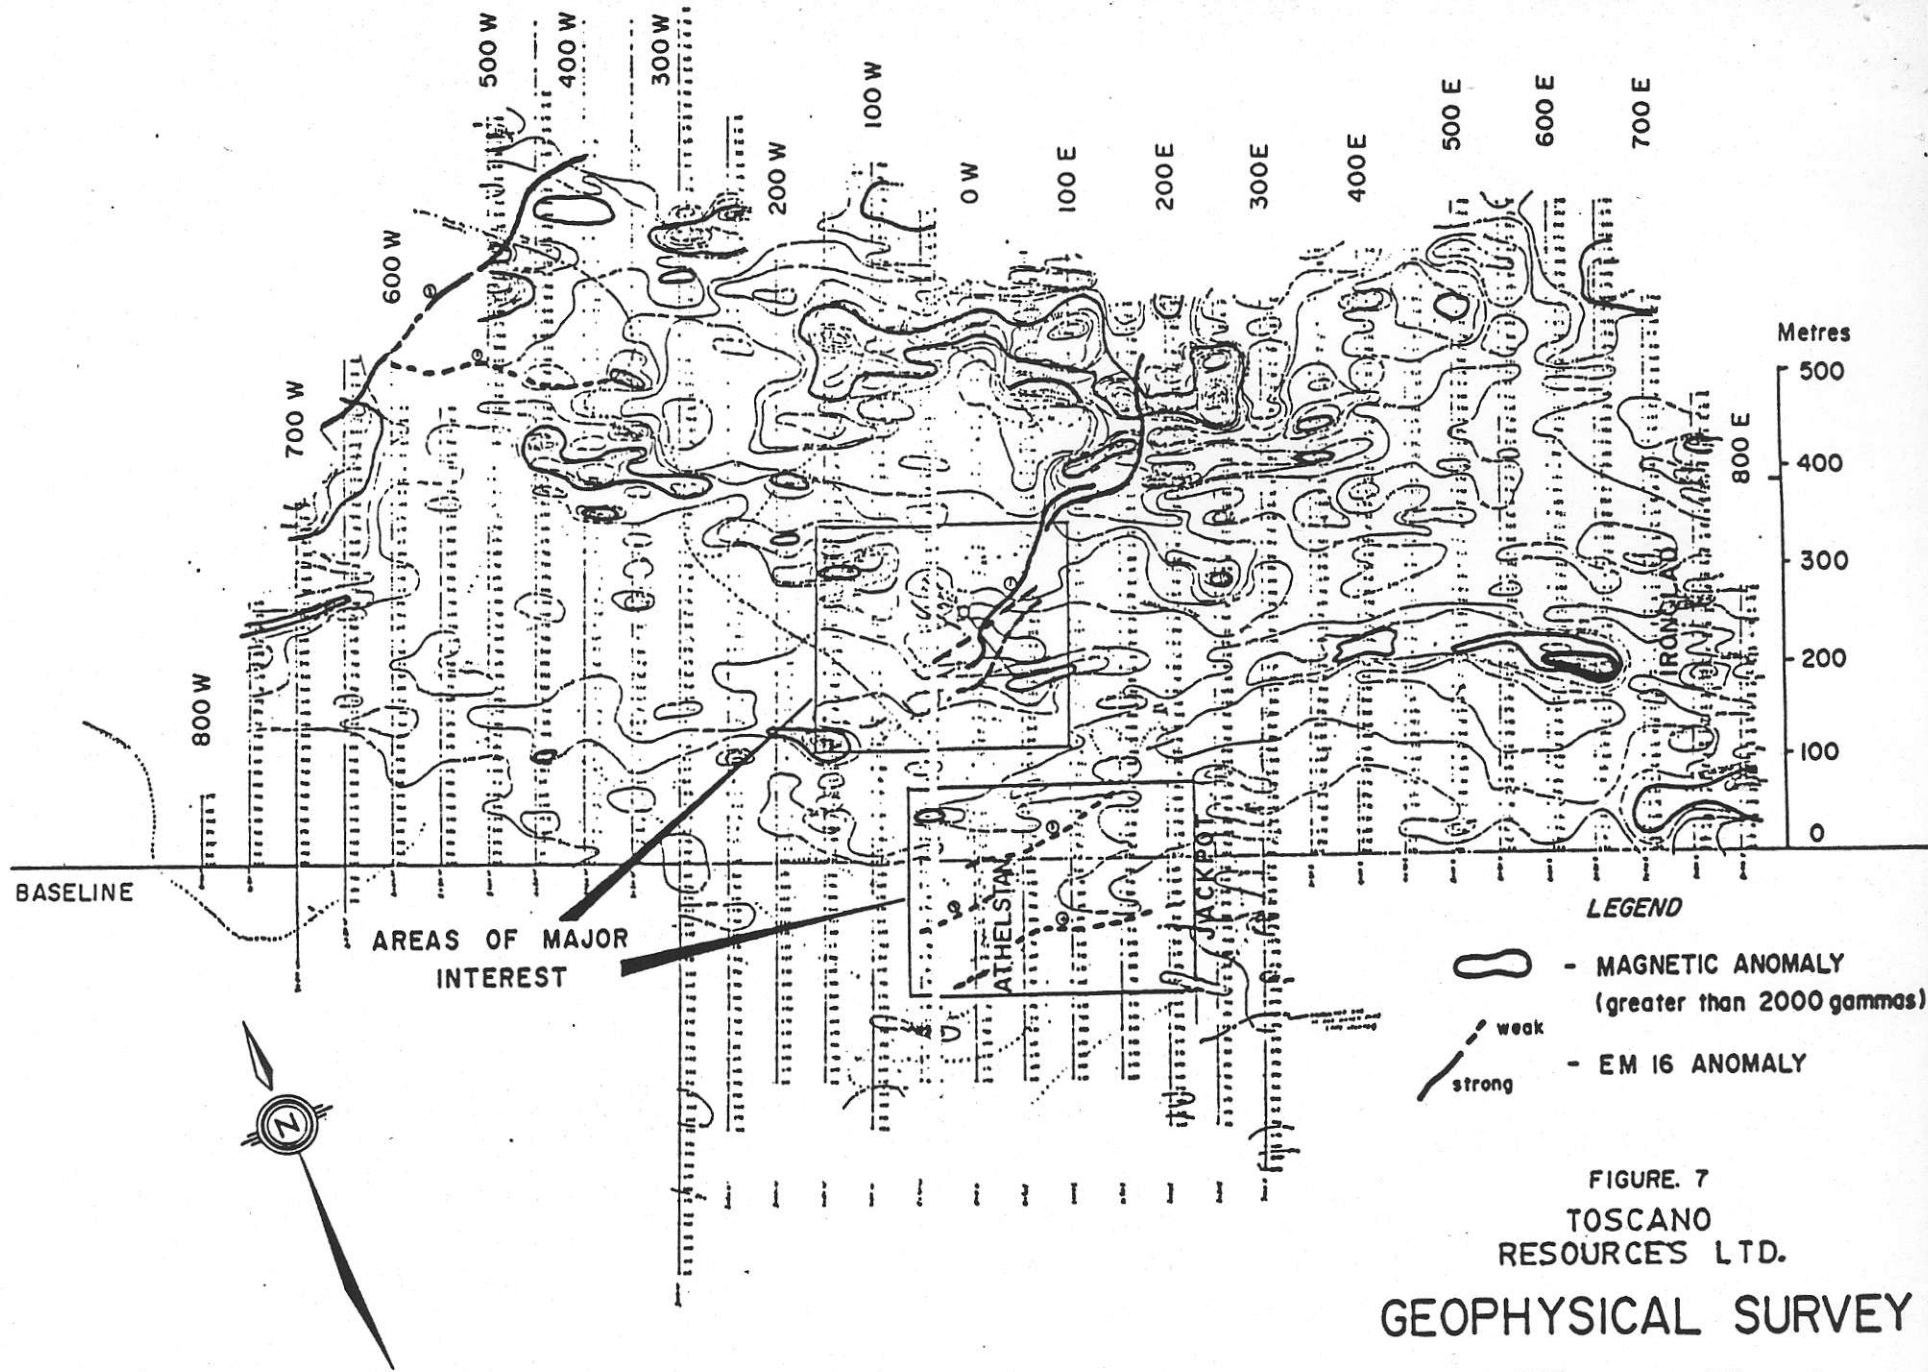 500 W
400 W
300 W
100 W
200 W
0 W
100 E
200 E
300 E
400 E
500 E
600 E
700 E
600 W
700 W
800 W
800 E
Metres
500
400
300
200
100
0
IRONCLAD
BASELINE
ATHELSTAN
JACKPOT
AREAS OF MAJOR
INTEREST
N
LEGEND
- MAGNETIC ANOMALY
(greater than 2000 gammas)
weak
- EM 16 ANOMALY
strong
FIGURE. 7
TOSCANO
RESOURCES LTD.
GEOPHYSICAL SURVEY